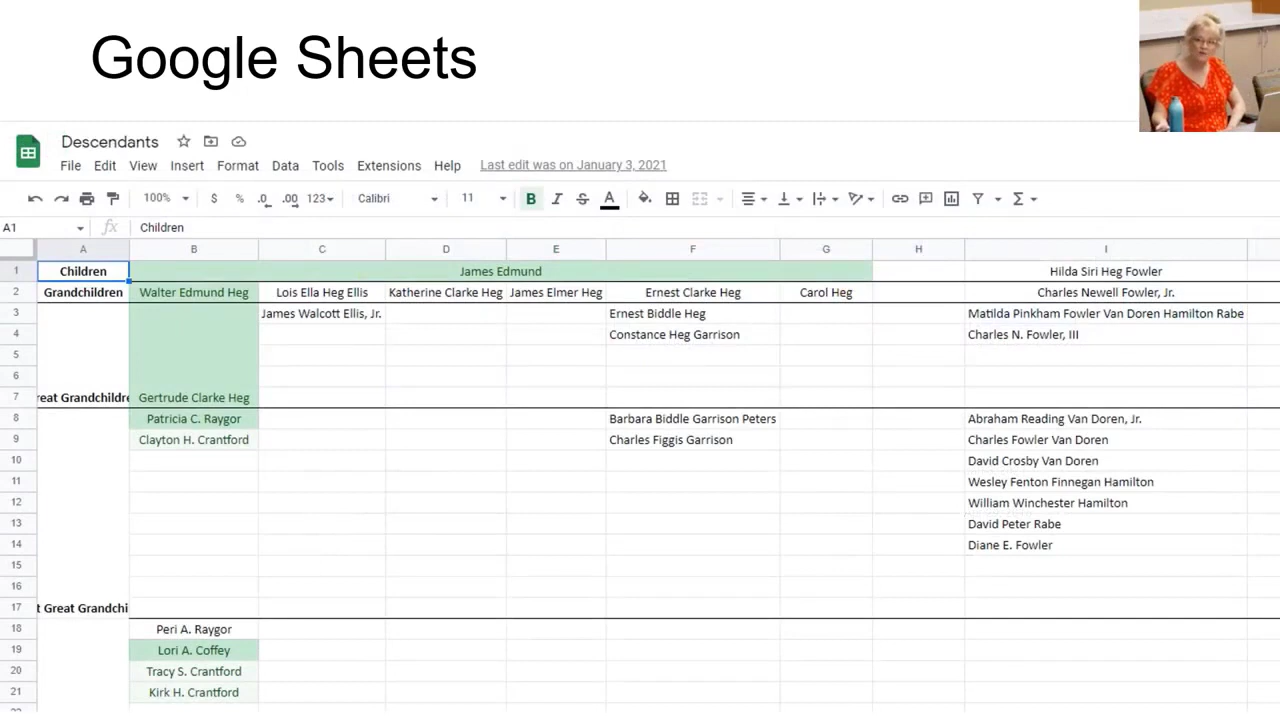 Google Sheets
Descendants
File Edit View Insert Format Data Tools Extensions Help Last edit was on January 3, 2021
100% $ % .0 .00 123 Calibri 11 B I S A
A1 fx Children
A B C D E F G H I
1 Children James Edmund Hilda Siri Heg Fowler
2 Grandchildren Walter Edmund Heg Lois Ella Heg Ellis Katherine Clarke Heg James Elmer Heg Ernest Clarke Heg Carol Heg Charles Newell Fowler, Jr.
3 James Walcott Ellis, Jr. Ernest Biddle Heg Matilda Pinkham Fowler Van Doren Hamilton Rabe
4 Constance Heg Garrison Charles N. Fowler, III
5
6
7 reat Grandchildre Gertrude Clarke Heg
8 Patricia C. Raygor Barbara Biddle Garrison Peters Abraham Reading Van Doren, Jr.
9 Clayton H. Crantford Charles Figgis Garrison Charles Fowler Van Doren
10 David Crosby Van Doren
11 Wesley Fenton Finnegan Hamilton
12 William Winchester Hamilton
13 David Peter Rabe
14 Diane E. Fowler
15
16
17 t Great Grandchi
18 Peri A. Raygor
19 Lori A. Coffey
20 Tracy S. Crantford
21 Kirk H. Crantford